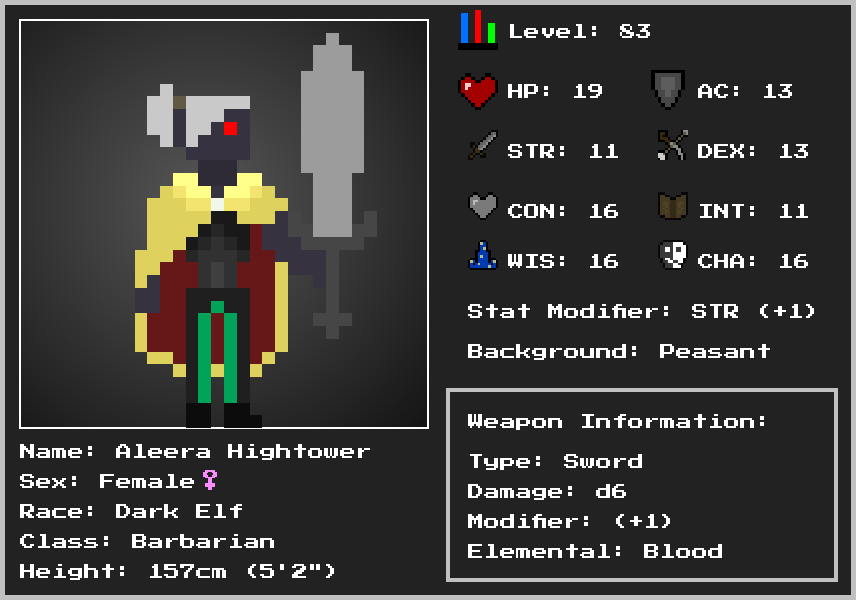 Level: 83
HP: 19
AC: 13
STR: 11
DEX: 13
CON: 16
INT: 11
WIS: 16
CHA: 16
Stat Modifier: STR (+1)
Background: Peasant
Weapon Information:
Type: Sword
Damage: d6
Modifier: (+1)
Elemental: Blood
Name: Aleera Hightower
Sex: Female♀
Race: Dark Elf
Class: Barbarian
Height: 157cm (5'2")